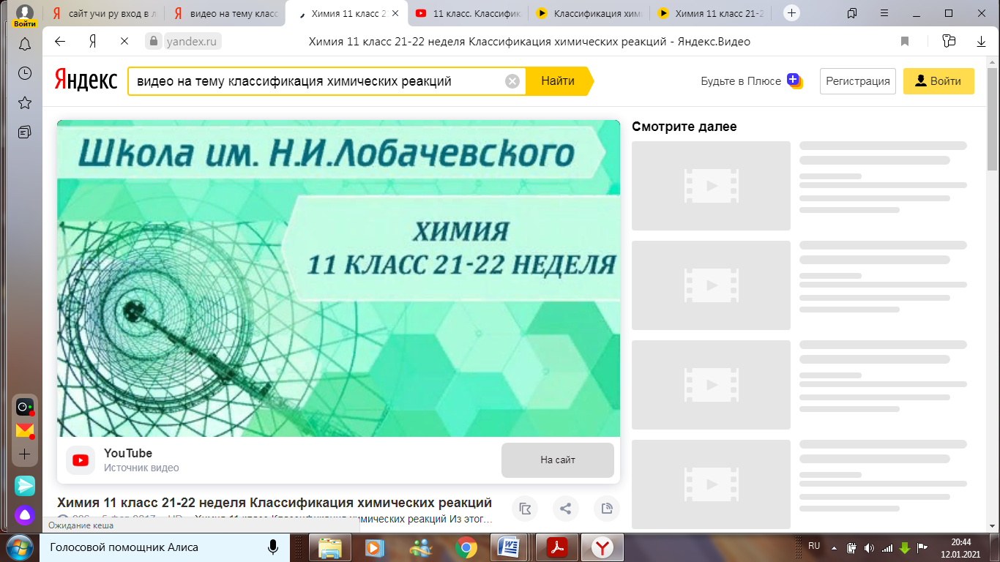 Войти
сайт учи ру вход в л
видео на тему класс
Химия 11 класс 2
11 класс. Классифик
Классификация хим
Химия 11 класс 21-2
yandex.ru
Химия 11 класс 21-22 неделя Классификация химических реакций - Яндекс.Видео
Яндекс
видео на тему классификация химических реакций
Найти
Будьте в Плюсе
Регистрация
Войти
Школа им. Н.И.Лобачевского
ХИМИЯ
11 КЛАСС 21-22 НЕДЕЛЯ
Смотрите далее
YouTube
Источник видео
На сайт
Химия 11 класс 21-22 неделя Классификация химических реакций
Химия 11 класс Классификация химических реакций Из этог...
Ожидание кеша
Голосовой помощник Алиса
RU
20:44
12.01.2021